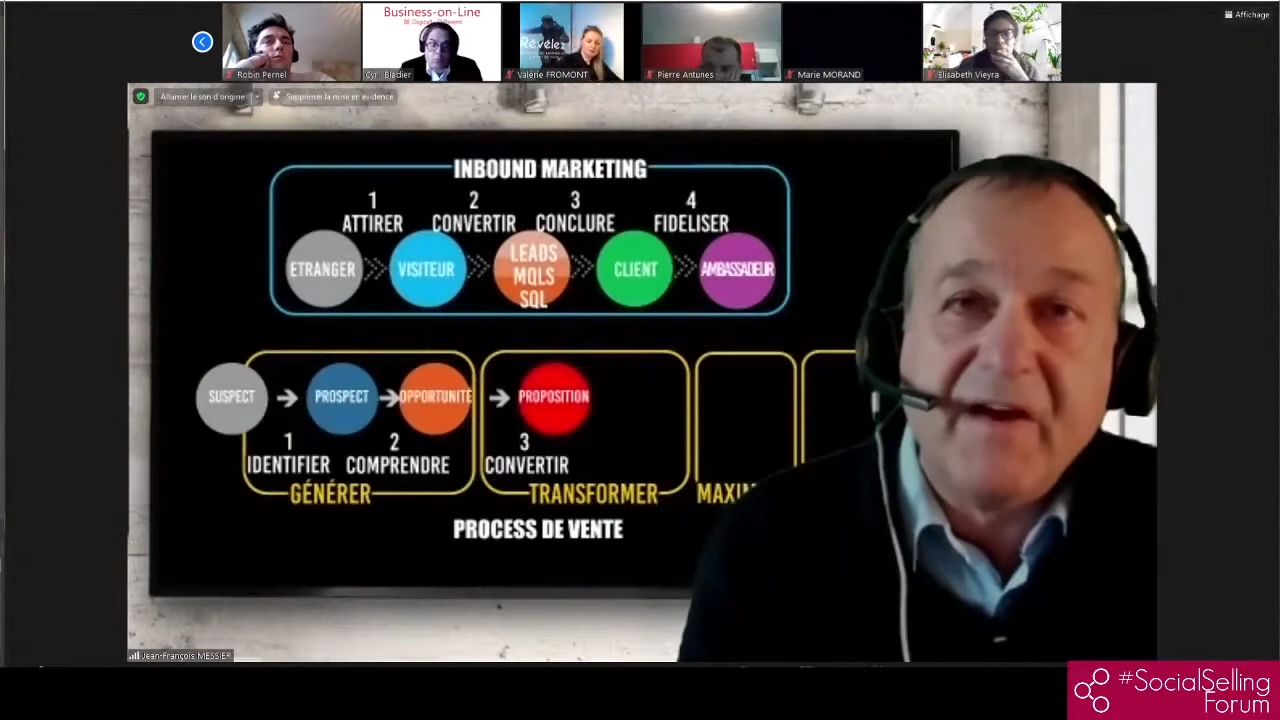 Affichage
Business-on-Line
Révélez
Robin Pernel
Cyril Bladier
Valérie FROMONT
Pierre Antunes
Marie MORAND
Elisabeth Vieyra
Allumer le son d'origine
Supprimer la mise en évidence
INBOUND MARKETING
1
ATTIRER
2
CONVERTIR
3
CONCLURE
4
FIDELISER
ETRANGER
VISITEUR
LEADS
MQLS
SQL
CLIENT
AMBASSADEUR
SUSPECT
PROSPECT
OPPORTUNITE
PROPOSITION
1
IDENTIFIER
2
COMPRENDRE
3
CONVERTIR
GÉNÉRER
TRANSFORMER
PROCESS DE VENTE
Jean-François MESSIER
#SocialSelling
Forum